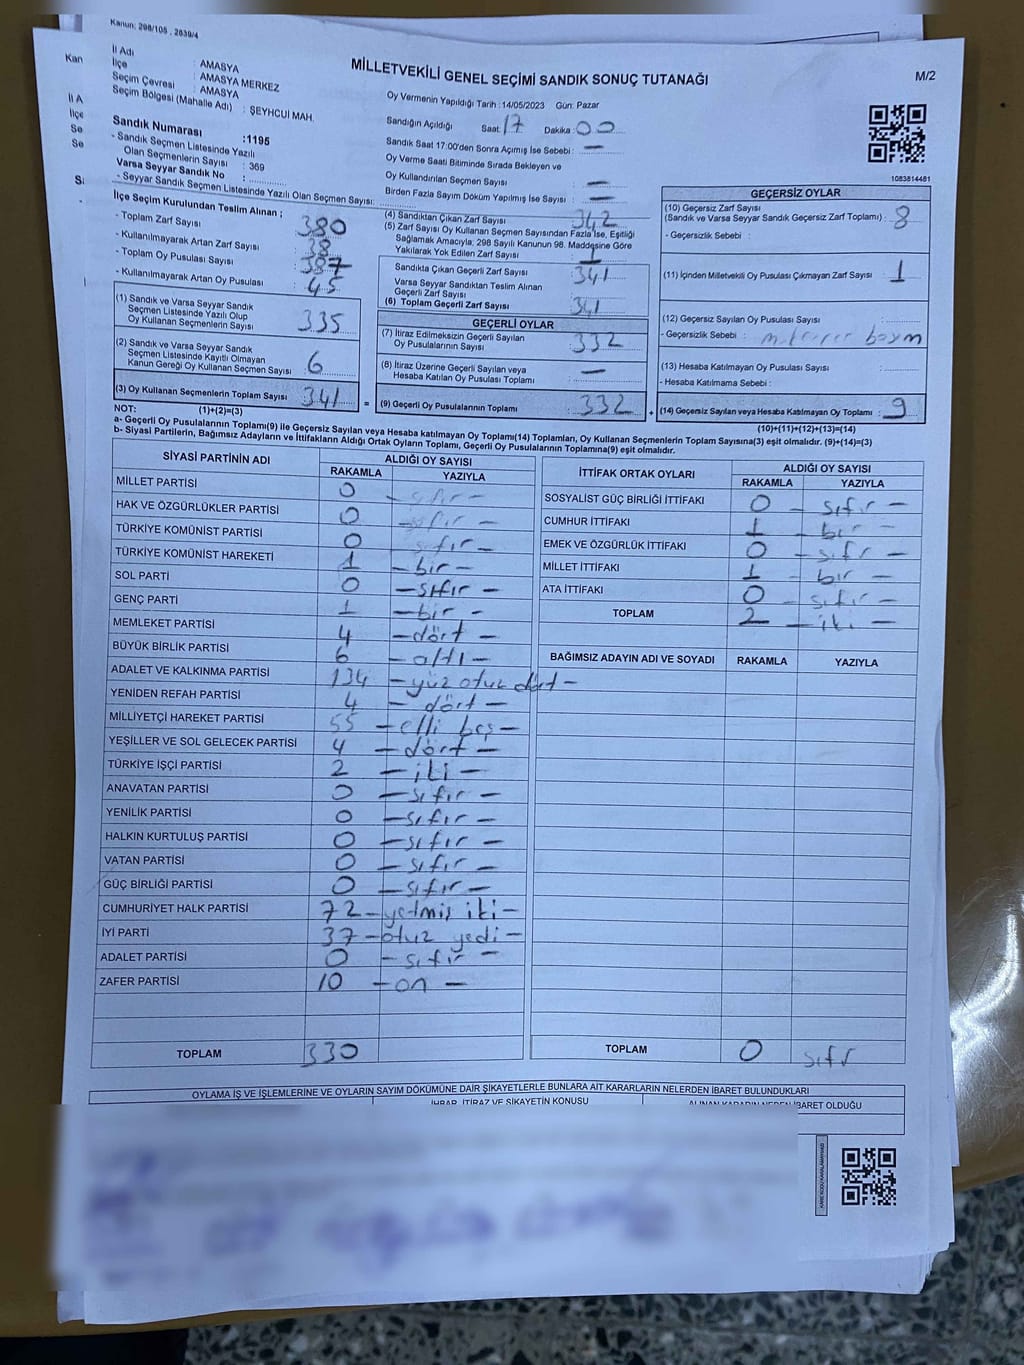 Kanun: 298/108 , 2839/4
MİLLETVEKİLİ GENEL SEÇİMİ SANDIK SONUÇ TUTANAĞI
M/2
Kan
İl Adı : AMASYA
İlçe : AMASYA MERKEZ
Seçim Çevresi : AMASYA
Seçim Bölgesi (Mahalle Adı) : ŞEYHCUİ MAH.
İl A
İlçe
Se
Se
Sandık Numarası :1195
- Sandık Seçmen Listesinde Yazılı
Olan Seçmenlerin Sayısı : 369
Varsa Seyyar Sandık No :
- Seyyar Sandık Seçmen Listesinde Yazılı Olan Seçmen Sayısı:
Oy Vermenin Yapıldığı Tarih :14/05/2023 Gün: Pazar
Sandığın Açıldığı Saat: 17 Dakika: 00
Sandık Saat 17:00'den Sonra Açımış İse Sebebi : —
Oy Verme Saati Bitiminde Sırada Bekleyen ve
Oy Kullandırılan Seçmen Sayısı : —
Birden Fazla Sayım Döküm Yapılmış İse Sayısı : —
1083814481
İlçe Seçim Kurulundan Teslim Alınan ;
- Toplam Zarf Sayısı : 380
- Kullanılmayarak Artan Zarf Sayısı : 38
- Toplam Oy Pusulası Sayısı : 387
- Kullanılmayarak Artan Oy Pusulası : 45
(1) Sandık ve Varsa Seyyar Sandık
Seçmen Listesinde Yazılı Olup
Oy Kullanan Seçmenlerin Sayısı : 335
(2) Sandık ve Varsa Seyyar Sandık
Seçmen Listesinde Kayıtlı Olmayan
Kanun Gereği Oy Kullanan Seçmen Sayısı : 6
(3) Oy Kullanan Seçmenlerin Toplam Sayısı : 341 =
(4) Sandıktan Çıkan Zarf Sayısı : 342
(5) Zarf Sayısı Oy Kullanan Seçmen Sayısından Fazla İse, Eşitliği
Sağlamak Amacıyla; 298 Sayılı Kanunun 98. Maddesine Göre
Yakılarak Yok Edilen Zarf Sayısı : 1
Sandıkta Çıkan Geçerli Zarf Sayısı : 341
Varsa Seyyar Sandıktan Teslim Alınan
Geçerli Zarf Sayısı :
(6) Toplam Geçerli Zarf Sayısı : 341
GEÇERLİ OYLAR
(7) İtiraz Edilmeksizin Geçerli Sayılan
Oy Pusulalarının Sayısı : 332
(8) İtiraz Üzerine Geçerli Sayılan veya
Hesaba Katılan Oy Pusulası Toplamı : —
(9) Geçerli Oy Pusulalarının Toplamı : 332 +
GEÇERSİZ OYLAR
(10) Geçersiz Zarf Sayısı
(Sandık ve Varsa Seyyar Sandık Geçersiz Zarf Toplamı) : 8
- Geçersizlik Sebebi :
(11) İçinden Milletvekili Oy Pusulası Çıkmayan Zarf Sayısı : 1
(12) Geçersiz Sayılan Oy Pusulası Sayısı :
- Geçersizlik Sebebi :
(13) Hesaba Katılmayan Oy Pusulası Sayısı :
- Hesaba Katılmama Sebebi :
(14) Geçersiz Sayılan veya Hesaba Katılmayan Oy Toplamı : 9
NOT: (1)+(2)=(3)
(10)+(11)+(12)+(13)=(14)
a- Geçerli Oy Pusulalarının Toplamı(9) ile Geçersiz Sayılan veya Hesaba katılmayan Oy Toplamı(14) Toplamları, Oy Kullanan Seçmenlerin Toplam Sayısına(3) eşit olmalıdır. (9)+(14)=(3)
b- Siyasi Partilerin, Bağımsız Adayların ve İttifakların Aldığı Ortak Oyların Toplamı, Geçerli Oy Pusulalarının Toplamına(9) eşit olmalıdır.
SİYASİ PARTİNİN ADI ALDIĞI OY SAYISI
RAKAMLA YAZIYLA
MİLLET PARTİSİ 0 — sıfır —
HAK VE ÖZGÜRLÜKLER PARTİSİ 0 — sıfır —
TÜRKİYE KOMÜNİST PARTİSİ 0 — sıfır —
TÜRKİYE KOMÜNİST HAREKETİ 1 — bir —
SOL PARTİ 0 — sıfır —
GENÇ PARTİ 1 — bir —
MEMLEKET PARTİSİ 4 — dört —
BÜYÜK BİRLİK PARTİSİ 6 — altı —
ADALET VE KALKINMA PARTİSİ 134 — yüz otuz dört —
YENİDEN REFAH PARTİSİ 4 — dört —
MİLLİYETÇİ HAREKET PARTİSİ 55 — elli beş —
YEŞİLLER VE SOL GELECEK PARTİSİ 4 — dört —
TÜRKİYE İŞÇİ PARTİSİ 2 — iki —
ANAVATAN PARTİSİ 0 — sıfır —
YENİLİK PARTİSİ 0 — sıfır —
HALKIN KURTULUŞ PARTİSİ 0 — sıfır —
VATAN PARTİSİ 0 — sıfır —
GÜÇ BİRLİĞİ PARTİSİ 0 — sıfır —
CUMHURİYET HALK PARTİSİ 72 — yetmiş iki —
İYİ PARTİ 37 — otuz yedi —
ADALET PARTİSİ 0 — sıfır —
ZAFER PARTİSİ 10 — on —
TOPLAM 330
İTTİFAK ORTAK OYLARI ALDIĞI OY SAYISI
RAKAMLA YAZIYLA
SOSYALİST GÜÇ BİRLİĞİ İTTİFAKI 0 — sıfır —
CUMHUR İTTİFAKI 1 — bir —
EMEK VE ÖZGÜRLÜK İTTİFAKI 0 — sıfır —
MİLLET İTTİFAKI 1 — bir —
ATA İTTİFAKI 0 — sıfır —
TOPLAM 2 — iki —
BAĞIMSIZ ADAYIN ADI VE SOYADI RAKAMLA YAZIYLA
TOPLAM 0 sıfır
OYLAMA İŞ VE İŞLEMLERİNE VE OYLARIN SAYIM DÖKÜMÜNE DAİR ŞİKAYETLERLE BUNLARA AİT KARARLARIN NELERDEN İBARET BULUNDUKLARI
İHBAR, İTİRAZ VE ŞİKAYETİN KONUSU
ALINAN KARARIN NEDEN İBARET OLDUĞU